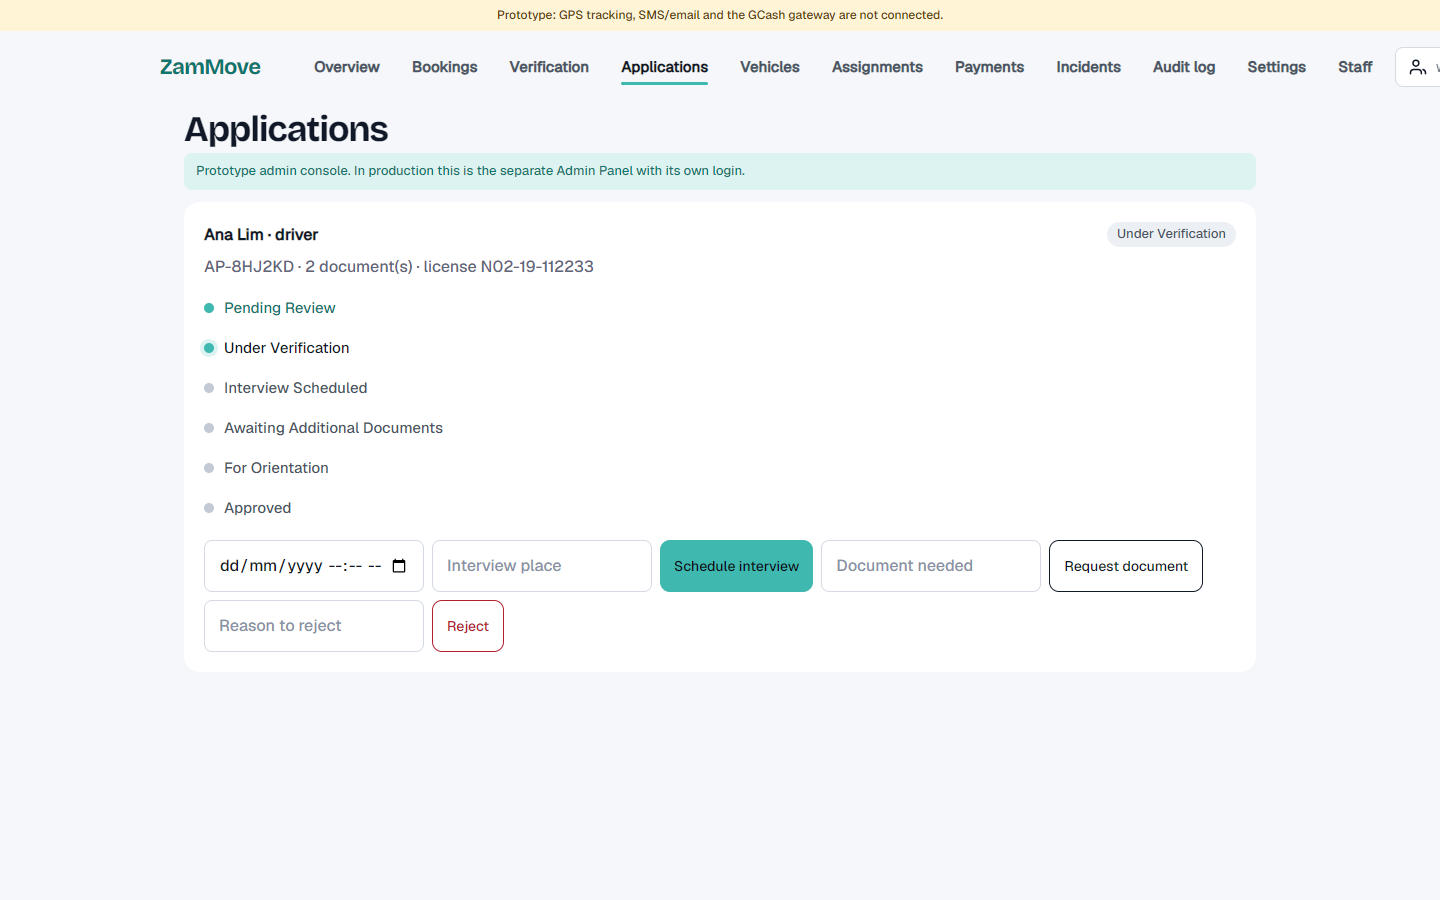 Prototype: GPS tracking, SMS/email and the GCash gateway are not connected.
ZamMove Overview Bookings Verification Applications Vehicles Assignments Payments Incidents Audit log Settings Staff
Applications
Prototype admin console. In production this is the separate Admin Panel with its own login.
Ana Lim · driver Under Verification
AP-8HJ2KD · 2 document(s) · license N02-19-112233
Pending Review
Under Verification
Interview Scheduled
Awaiting Additional Documents
For Orientation
Approved
dd/mm/yyyy --:-- -- Interview place Schedule interview Document needed Request document
Reason to reject Reject